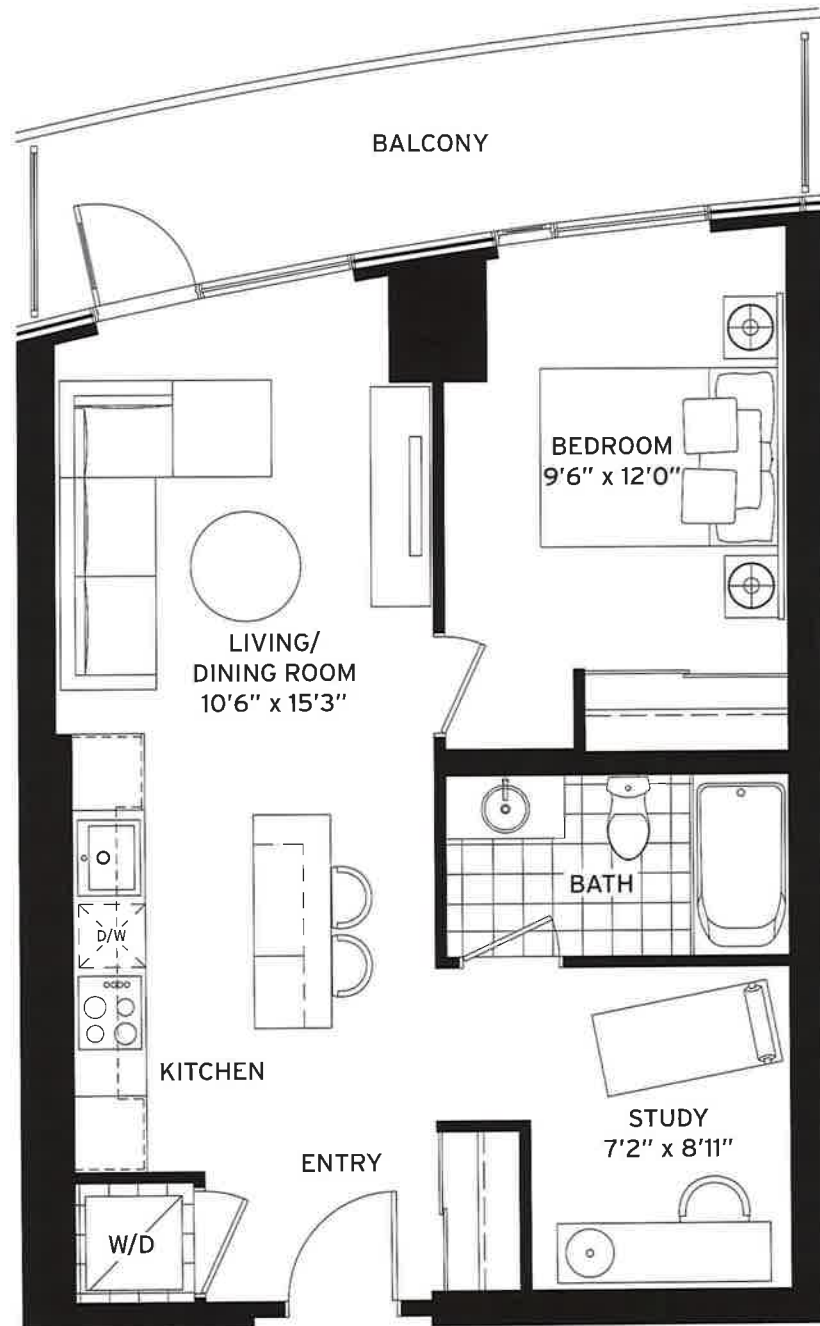 BALCONY
BEDROOM
9'6" x 12'0"
LIVING/
DINING ROOM
10'6" x 15'3"
D/W
BATH
KITCHEN
STUDY
7'2" x 8'11"
ENTRY
W/D